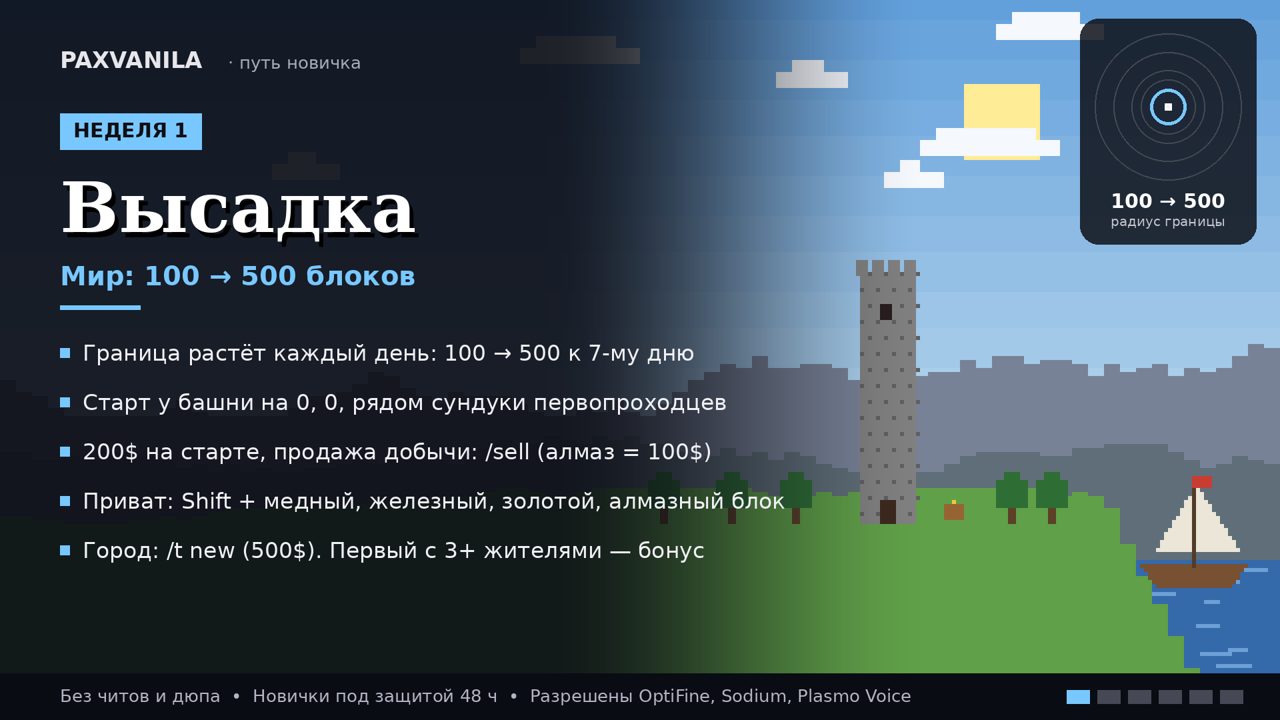 PAXVANILA · путь новичка
НЕДЕЛЯ 1
Высадка
Мир: 100 → 500 блоков
Граница растёт каждый день: 100 → 500 к 7-му дню
Старт у башни на 0, 0, рядом сундуки первопроходцев
200$ на старте, продажа добычи: /sell (алмаз = 100$)
Приват: Shift + медный, железный, золотой, алмазный блок
Город: /t new (500$). Первый с 3+ жителями — бонус
100 → 500
радиус границы
Без читов и дюпа • Новички под защитой 48 ч • Разрешены OptiFine, Sodium, Plasmo Voice